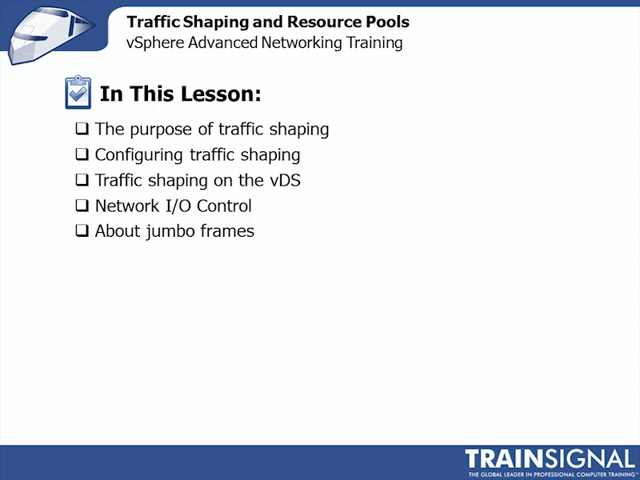 Traffic Shaping and Resource Pools
vSphere Advanced Networking Training
In This Lesson:
❑ The purpose of traffic shaping
❑ Configuring traffic shaping
❑ Traffic shaping on the vDS
❑ Network I/O Control
❑ About jumbo frames
TRAINSIGNAL
THE GLOBAL LEADER IN PROFESSIONAL COMPUTER TRAINING